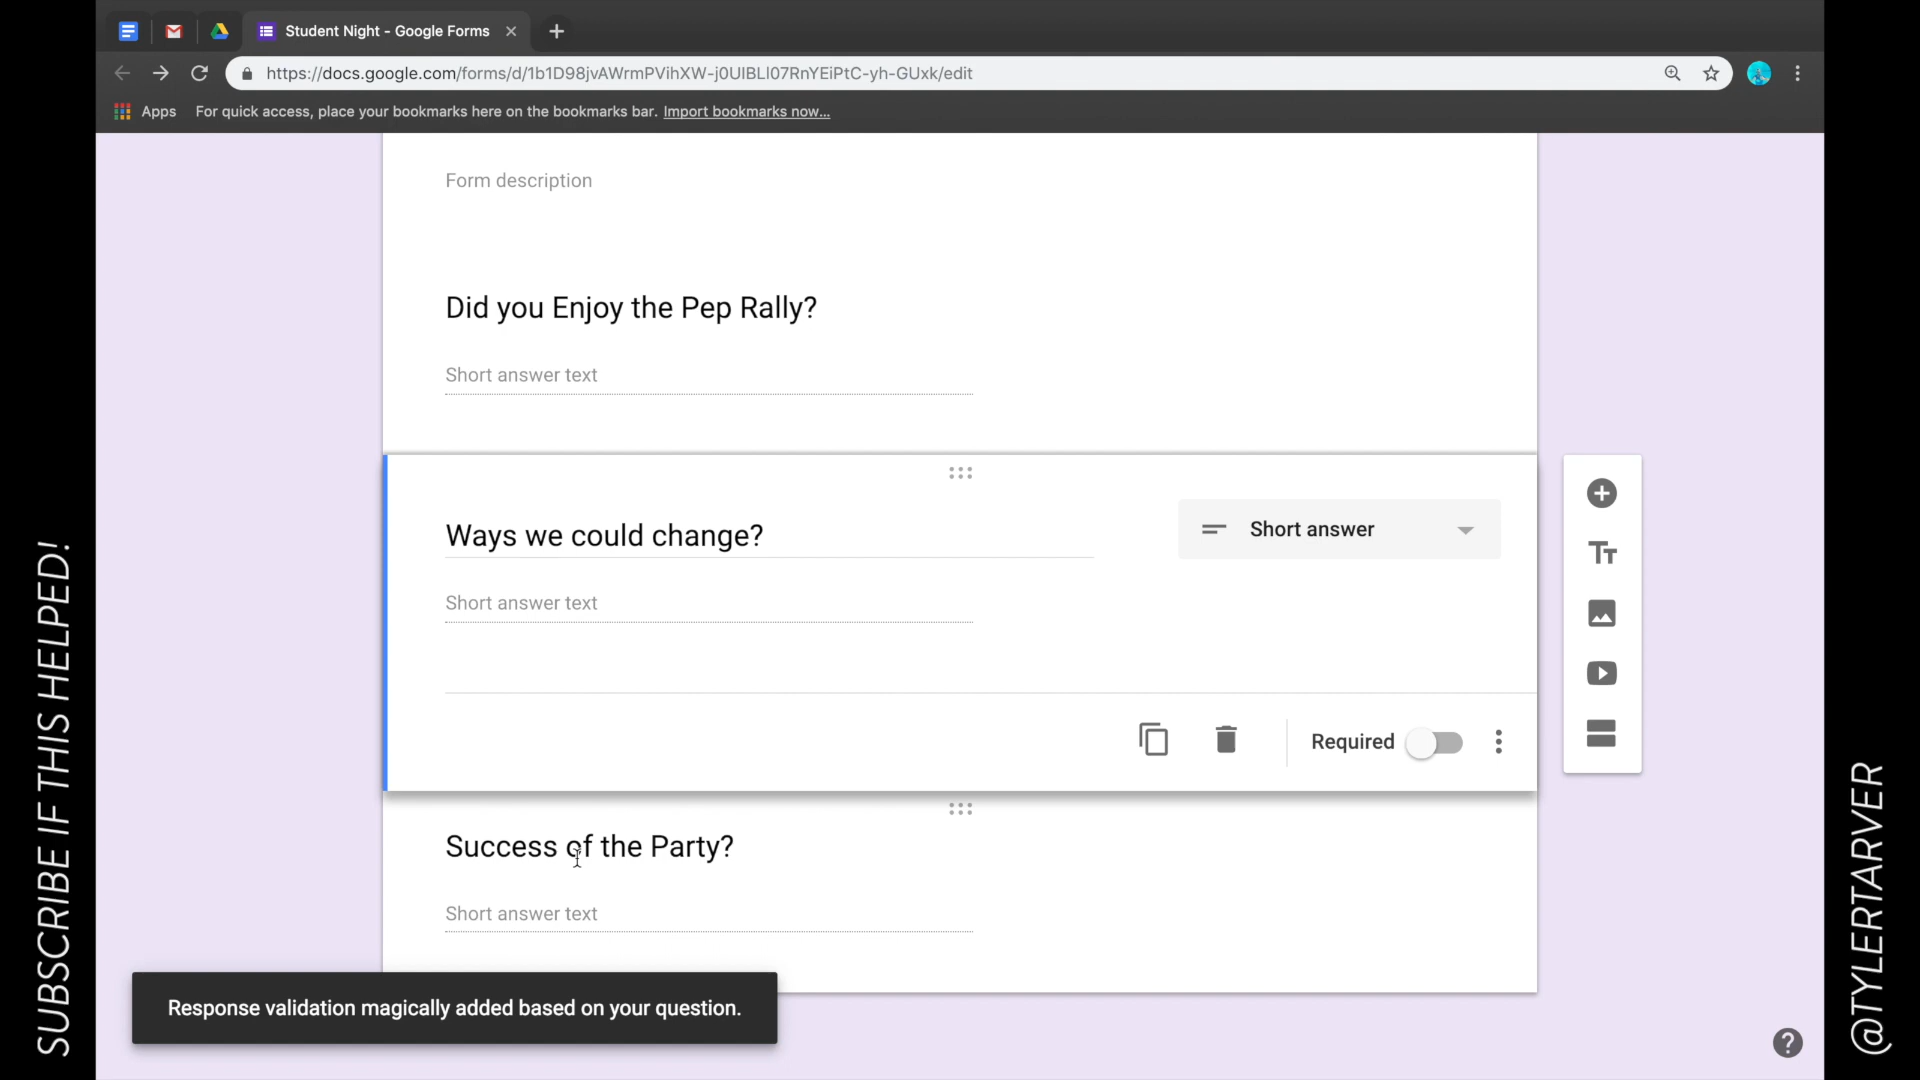 Student Night - Google Forms
https://docs.google.com/forms/d/1b1D98jvAWrmPVihXW-j0UIBLI07RnYEiPtC-yh-GUxk/edit
Apps For quick access, place your bookmarks here on the bookmarks bar. Import bookmarks now...
Form description
Did you Enjoy the Pep Rally?
Short answer text
Ways we could change?
Short answer
Short answer text
Required
Success of the Party?
Short answer text
Response validation magically added based on your question.
SUBSCRIBE IF THIS HELPED!
@TYLERTARVER